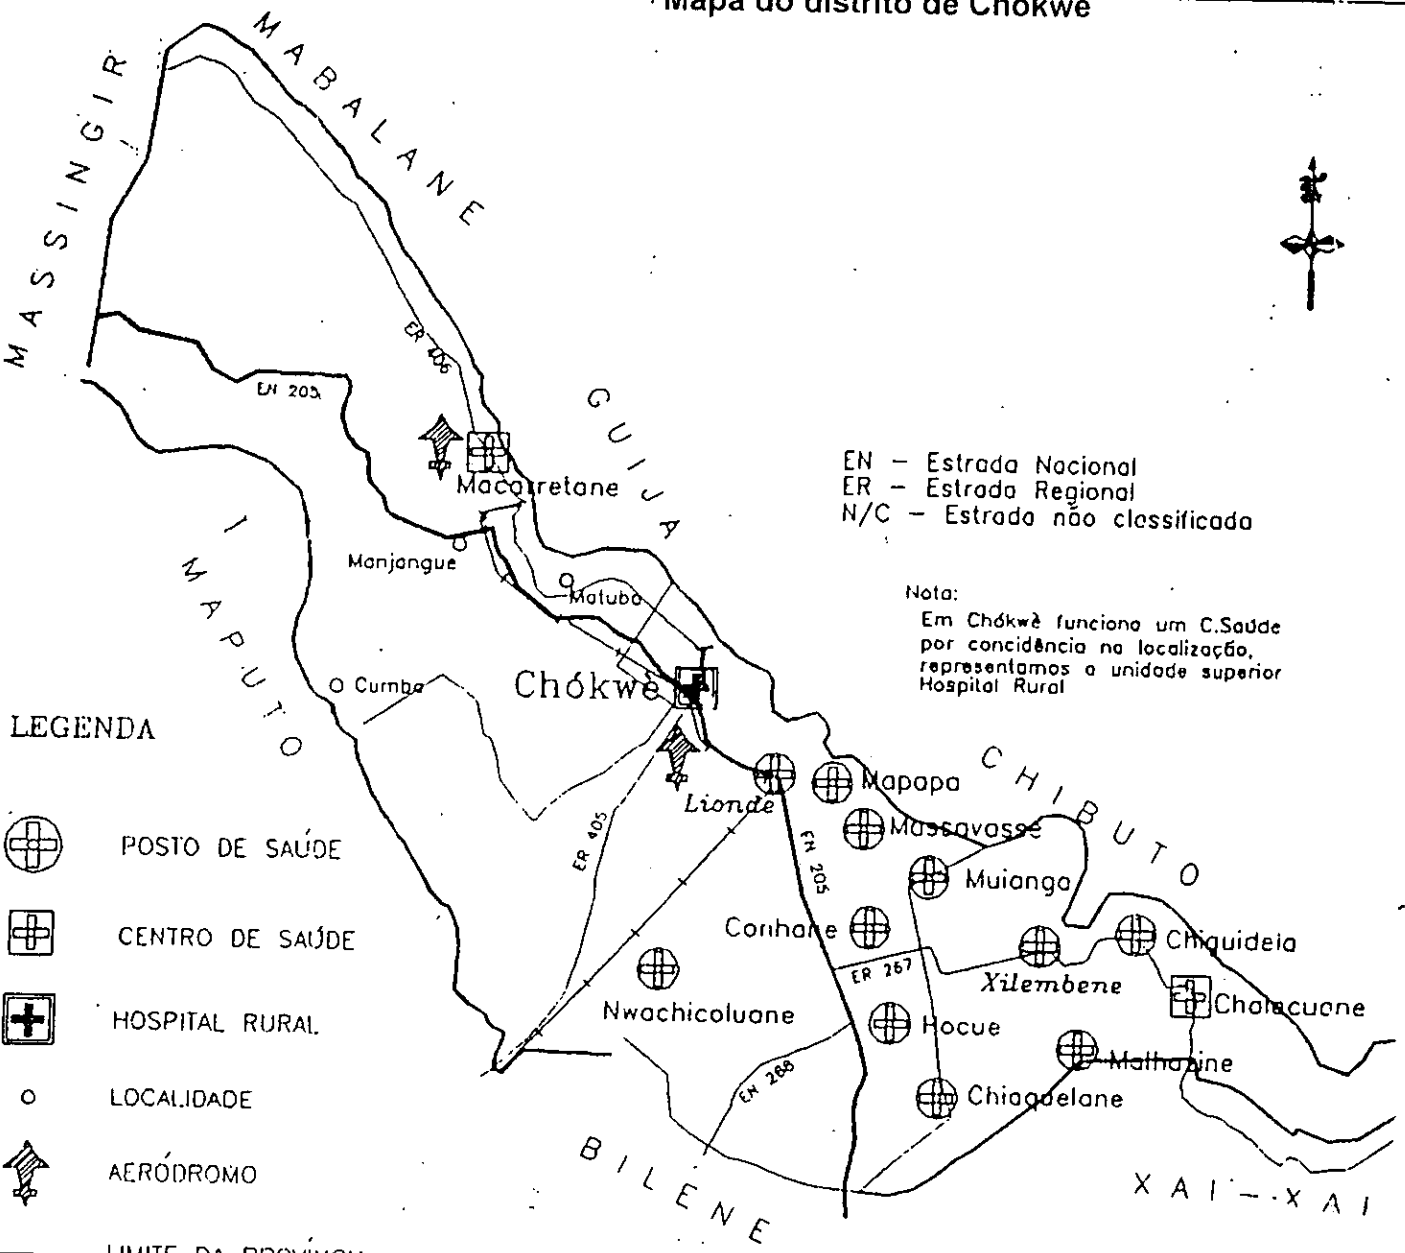 Mapa do distrito de Chókwè
MABALANE
MASSINGIR
ER 406
EN 205
GUIJÁ
Macarretane
EN – Estrada Nacional
ER – Estrada Regional
N/C – Estrada não classificada
Manjangue
Matuba
MAPUTO
Nota:
Em Chókwè funciona um C.Saúde
por concidência na localização,
representamos a unidade superior
Hospital Rural
Chókwè
Cumba
LEGENDA
CHIBUTO
Lionde
Mapapa
Massavasse
ER 405
EN 205
Muianga
POSTO DE SAÚDE
CENTRO DE SAÚDE
Conhane
Chiguidela
ER 267
Xilembene
Chalacuane
Nwachicoluane
HOSPITAL RURAL
Hocue
Malhazine
EN 268
Chiaquelane
LOCALIDADE
AERÓDROMO
BILENE
XAI-XAI
LIMITE DA